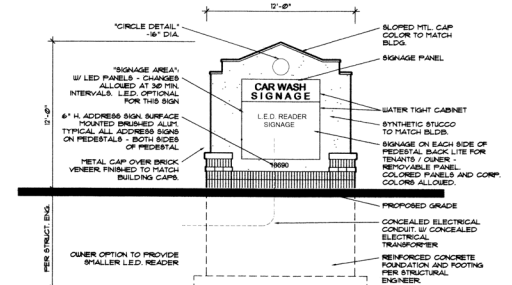 12'-0"
"CIRCLE DETAIL"
-16" DIA.
SLOPED MTL. CAP
COLOR TO MATCH
BLDG.
SIGNAGE PANEL
"SIGNAGE AREA":
W/ LED PANELS - CHANGES
ALLOWED AT 30 MIN.
INTERVALS. L.E.D. OPTIONAL
FOR THIS SIGN
CAR WASH
SIGNAGE
L.E.D. READER
SIGNAGE
WATER TIGHT CABINET
SYNTHETIC STUCCO
TO MATCH BLDB.
12'-0"
6" H. ADDRESS SIGN. SURFACE
MOUNTED BRUSHED ALUM.
TYPICAL ALL ADDRESS SIGNS
ON PEDESTALS - BOTH SIDES
OF PEDESTAL
SIGNAGE ON EACH SIDE OF
PEDESTAL BACK LITE FOR
TENANTS / OWNER -
REMOVABLE PANEL.
COLORED PANELS AND CORP.
COLORS ALLOWED.
METAL CAP OVER BRICK
VENEER FINISHED TO MATCH
BUILDING CAPS.
18690
PROPOSED GRADE
PER STRUCT. ENG.
CONCEALED ELECTRICAL
CONDUIT. W/ CONCEALED
ELECTRICAL
TRANSFORMER
OWNER OPTION TO PROVIDE
SMALLER L.E.D. READER
REINFORCED CONCRETE
FOUNDATION AND FOOTING
PER STRUCTURAL
ENGINEER